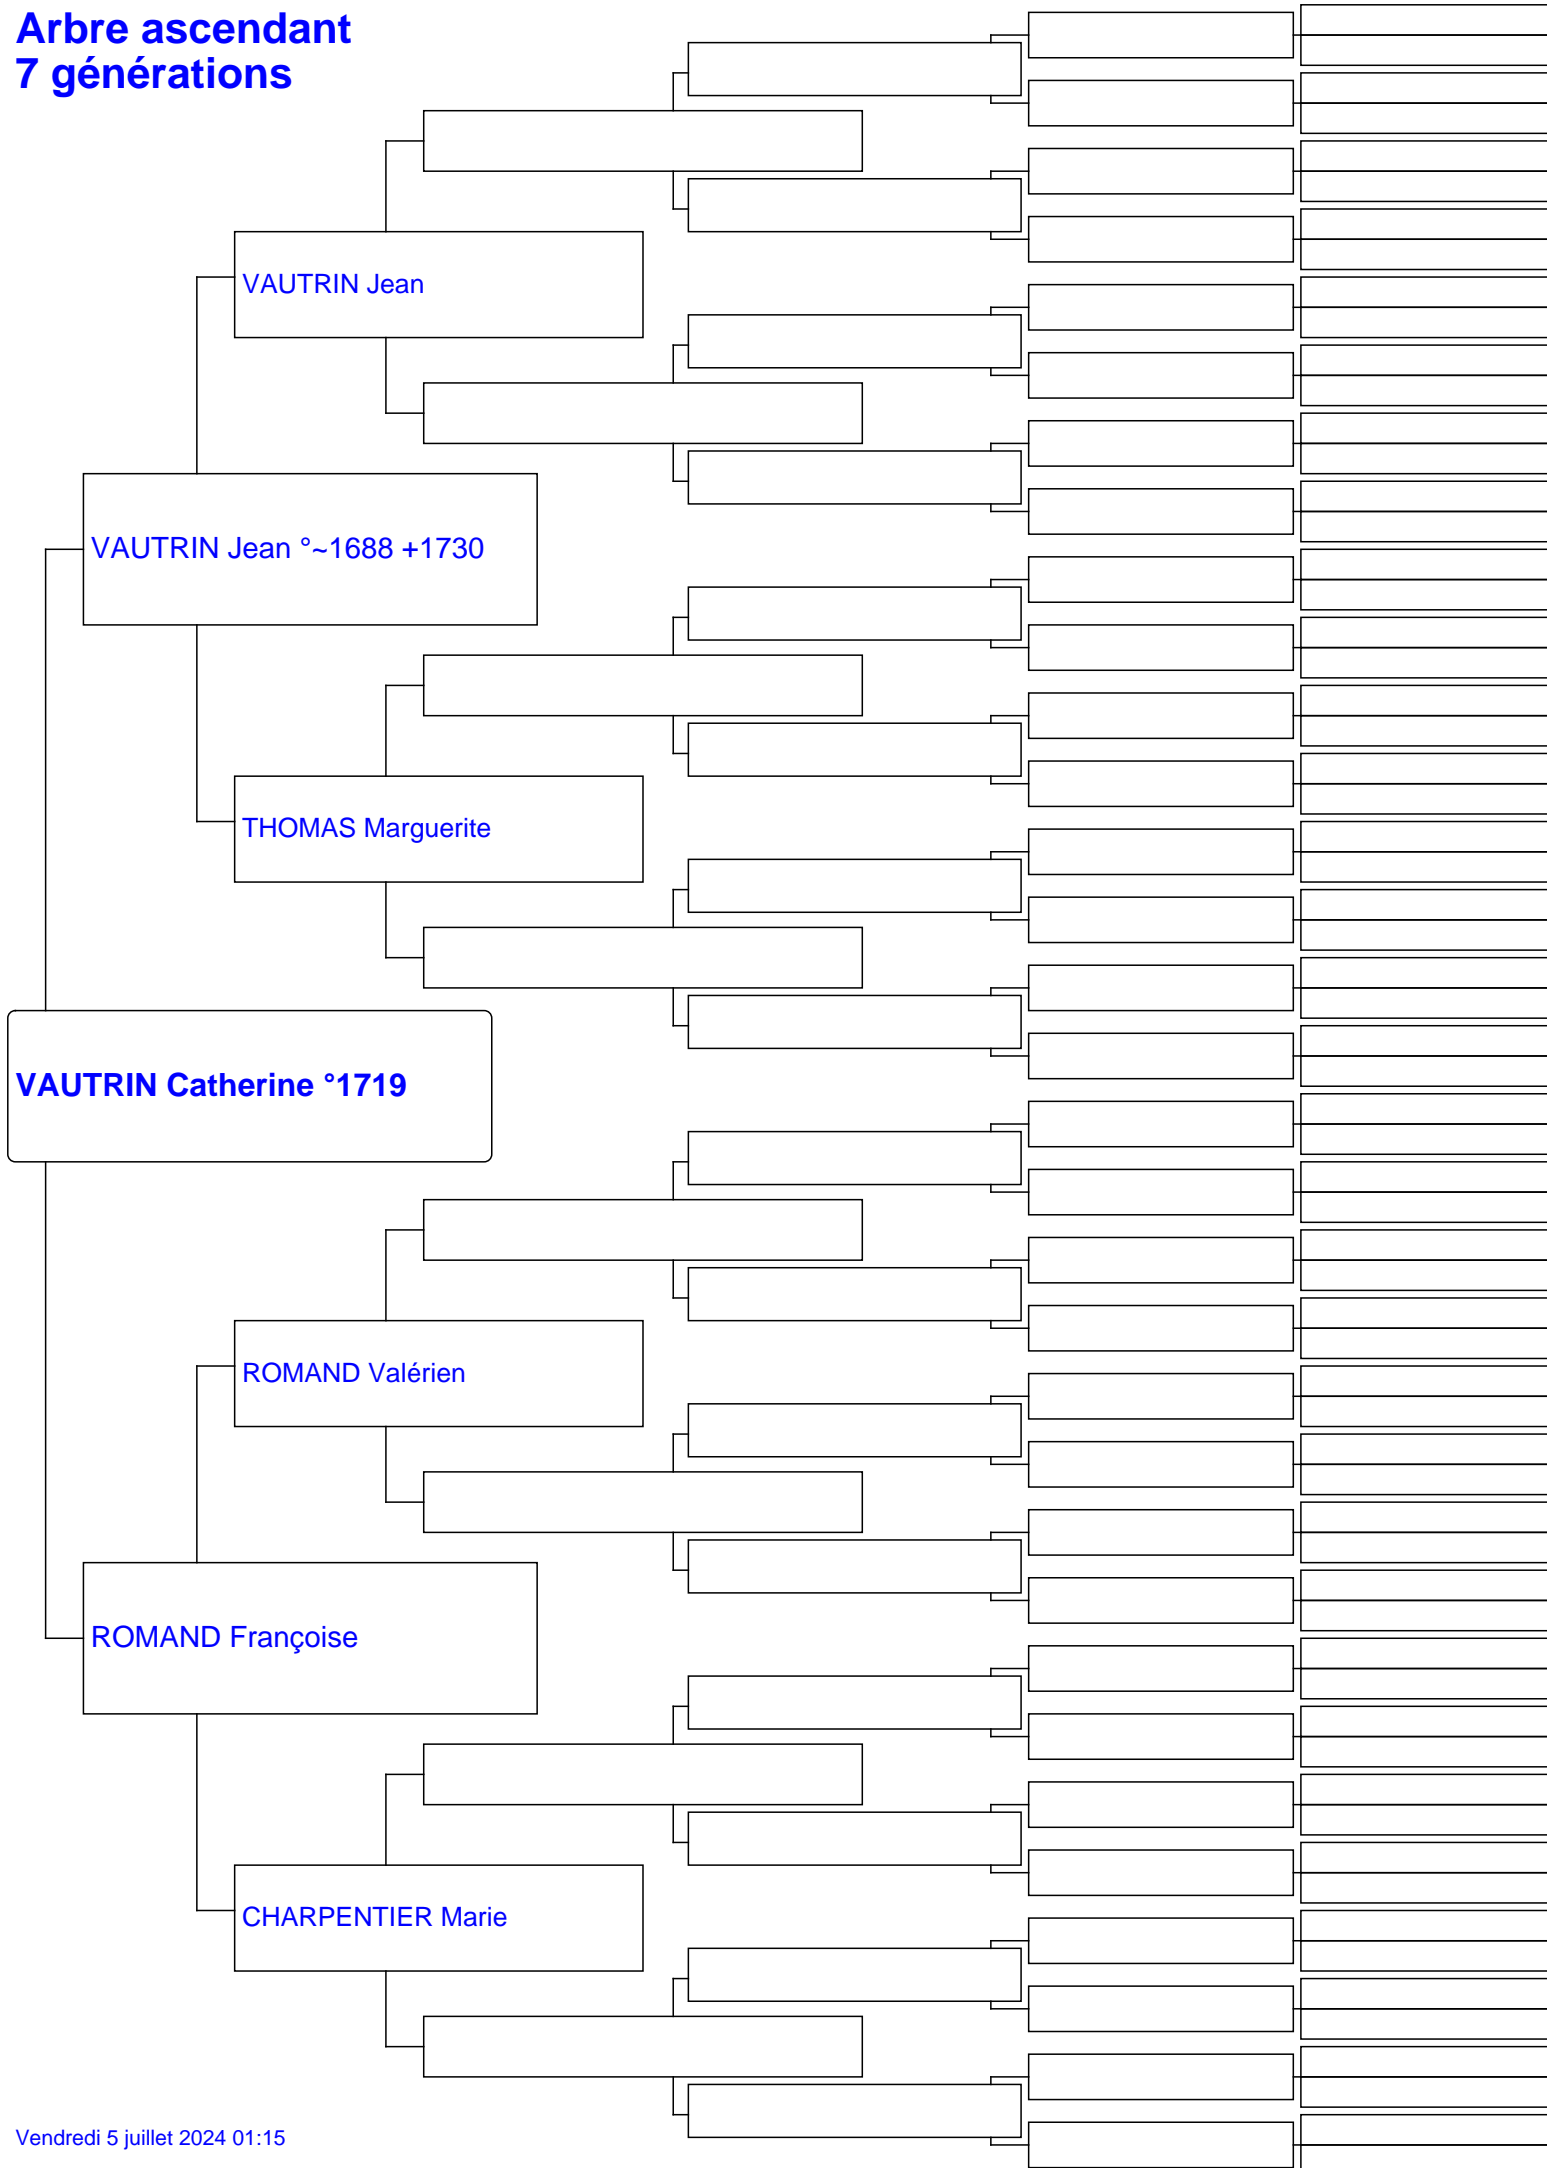 Arbre ascendant
7 générations
VAUTRIN Jean
VAUTRIN Jean °~1688 +1730
THOMAS Marguerite
VAUTRIN Catherine °1719
ROMAND Valérien
ROMAND Françoise
CHARPENTIER Marie
Vendredi 5 juillet 2024 01:15